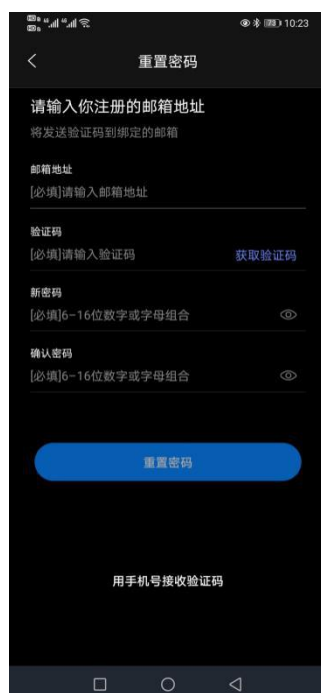 10:23
重置密码
请输入你注册的邮箱地址
将发送验证码到绑定的邮箱
邮箱地址
[必填]请输入邮箱地址
验证码
[必填]请输入验证码 获取验证码
新密码
[必填]6-16位数字或字母组合
确认密码
[必填]6-16位数字或字母组合
重置密码
用手机号接收验证码